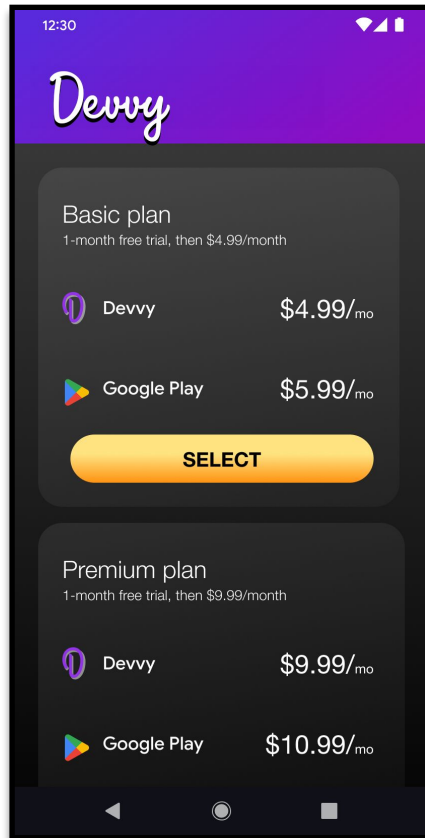 12:30
Devvy
Basic plan
1-month free trial, then $4.99/month
Devvy $4.99/mo
Google Play $5.99/mo
SELECT
Premium plan
1-month free trial, then $9.99/month
Devvy $9.99/mo
Google Play $10.99/mo